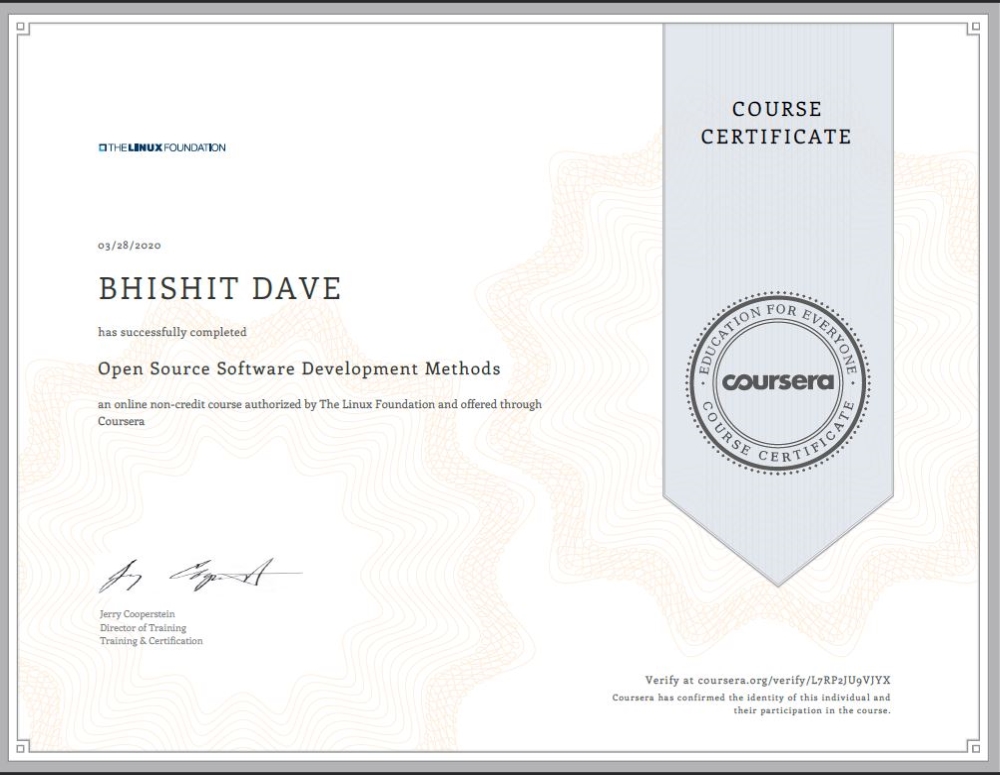 THE LINUX FOUNDATION
03/28/2020
BHISHIT DAVE
has successfully completed
Open Source Software Development Methods
an online non-credit course authorized by The Linux Foundation and offered through
Coursera
Jerry Cooperstein
Director of Training
Training & Certification
COURSE
CERTIFICATE
EDUCATION FOR EVERYONE
coursera
COURSE CERTIFICATE
Verify at coursera.org/verify/L7RP2JU9VJYX
Coursera has confirmed the identity of this individual and
their participation in the course.